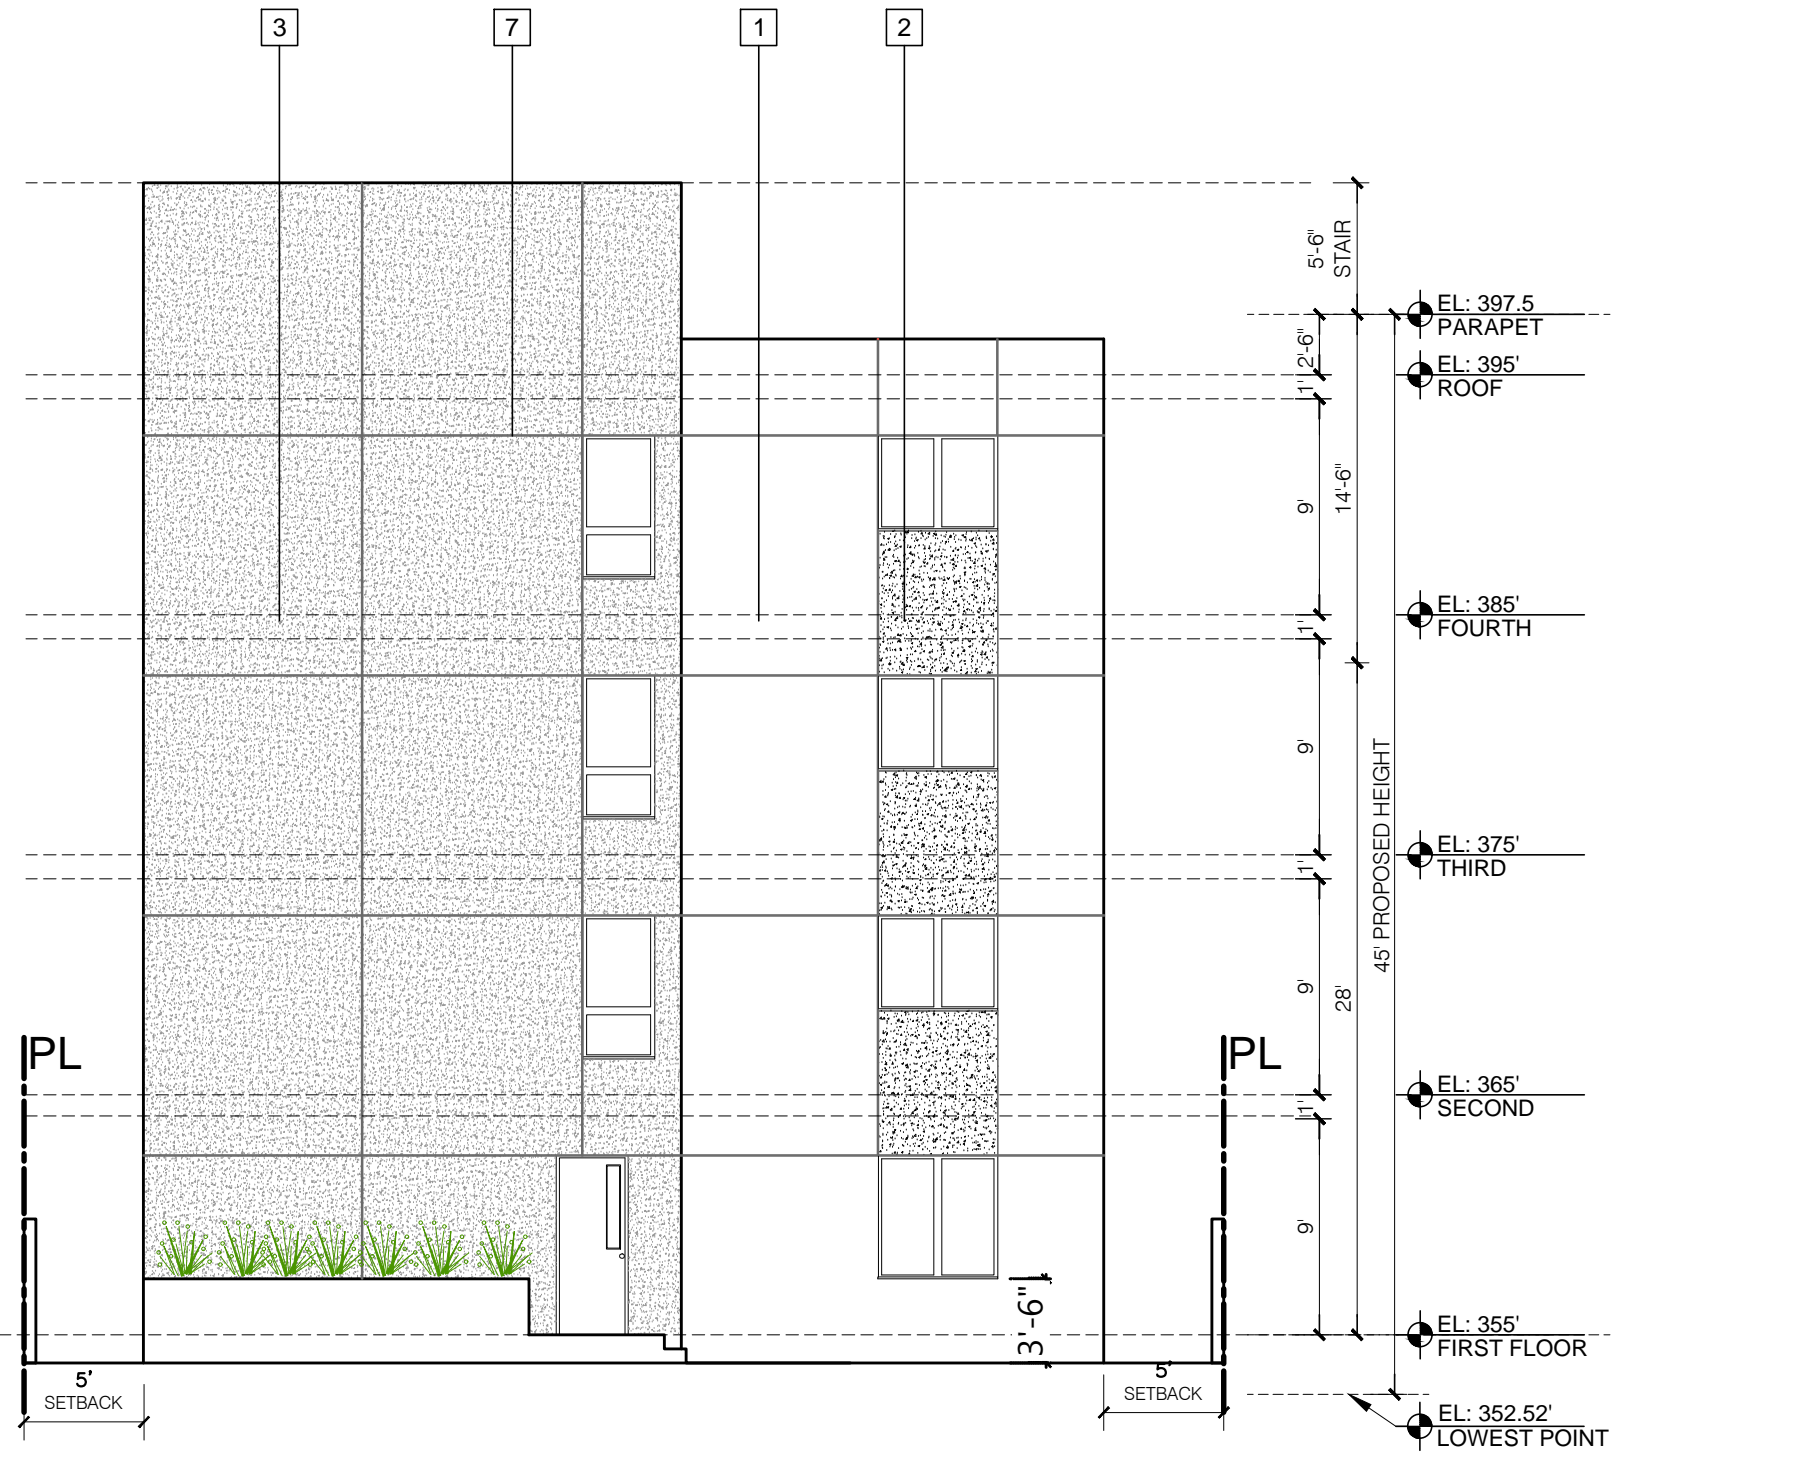 3
7
1
2
5'-6"
STAIR
EL: 397.5
PARAPET
2'-6"
EL: 395'
ROOF
1'
9'
14'-6"
EL: 385'
FOURTH
1'
9'
45' PROPOSED HEIGHT
EL: 375'
THIRD
1'
9'
28'
PL
PL
EL: 365'
SECOND
1'
9'
3'-6"
EL: 355'
FIRST FLOOR
5'
SETBACK
5'
SETBACK
EL: 352.52'
LOWEST POINT